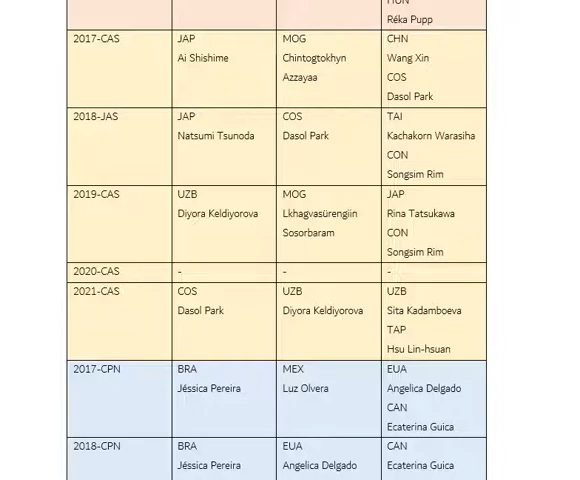 HUN
Réka Pupp
2017-CAS
JAP
Ai Shishime
MOG
Chintogtokhyn
Azzayaa
CHN
Wang Xin
COS
Dasol Park
2018-JAS
JAP
Natsumi Tsunoda
COS
Dasol Park
TAI
Kachakorn Warasiha
CON
Songsim Rim
2019-CAS
UZB
Diyora Keldiyorova
MOG
Lkhagvasürengiin
Sosorbaram
JAP
Rina Tatsukawa
CON
Songsim Rim
2020-CAS
-
-
-
2021-CAS
COS
Dasol Park
UZB
Diyora Keldiyorova
UZB
Sita Kadamboeva
TAP
Hsu Lin-hsuan
2017-CPN
BRA
Jéssica Pereira
MEX
Luz Olvera
EUA
Angelica Delgado
CAN
Ecaterina Guica
2018-CPN
BRA
Jéssica Pereira
EUA
Angelica Delgado
CAN
Ecaterina Guica